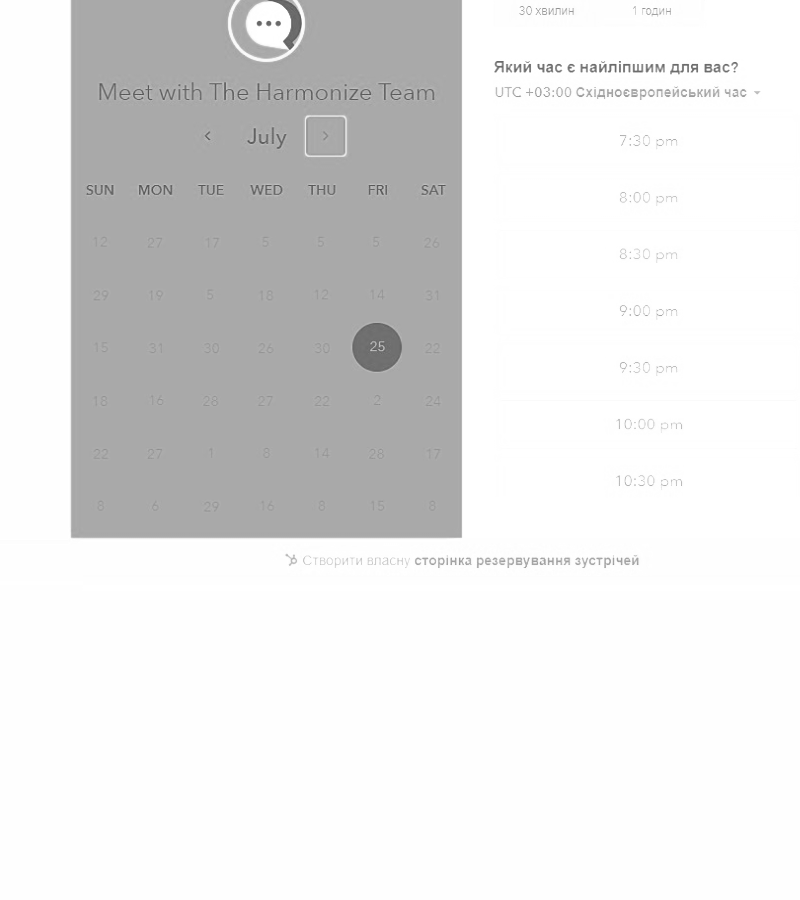 30 хвилин 1 годин
Meet with The Harmonize Team
July
SUN MON TUE WED THU FRI SAT
12 27 17 5 5 5 26
29 19 5 18 12 14 31
15 31 30 26 30 25 22
18 16 28 27 22 2 24
22 27 1 8 14 28 17
8 6 29 16 8 15 8
Який час є найліпшим для вас?
UTC +03:00 Східноєвропейський час
7:30 pm
8:00 pm
8:30 pm
9:00 pm
9:30 pm
10:00 pm
10:30 pm
Створити власну сторінка резервування зустрічей